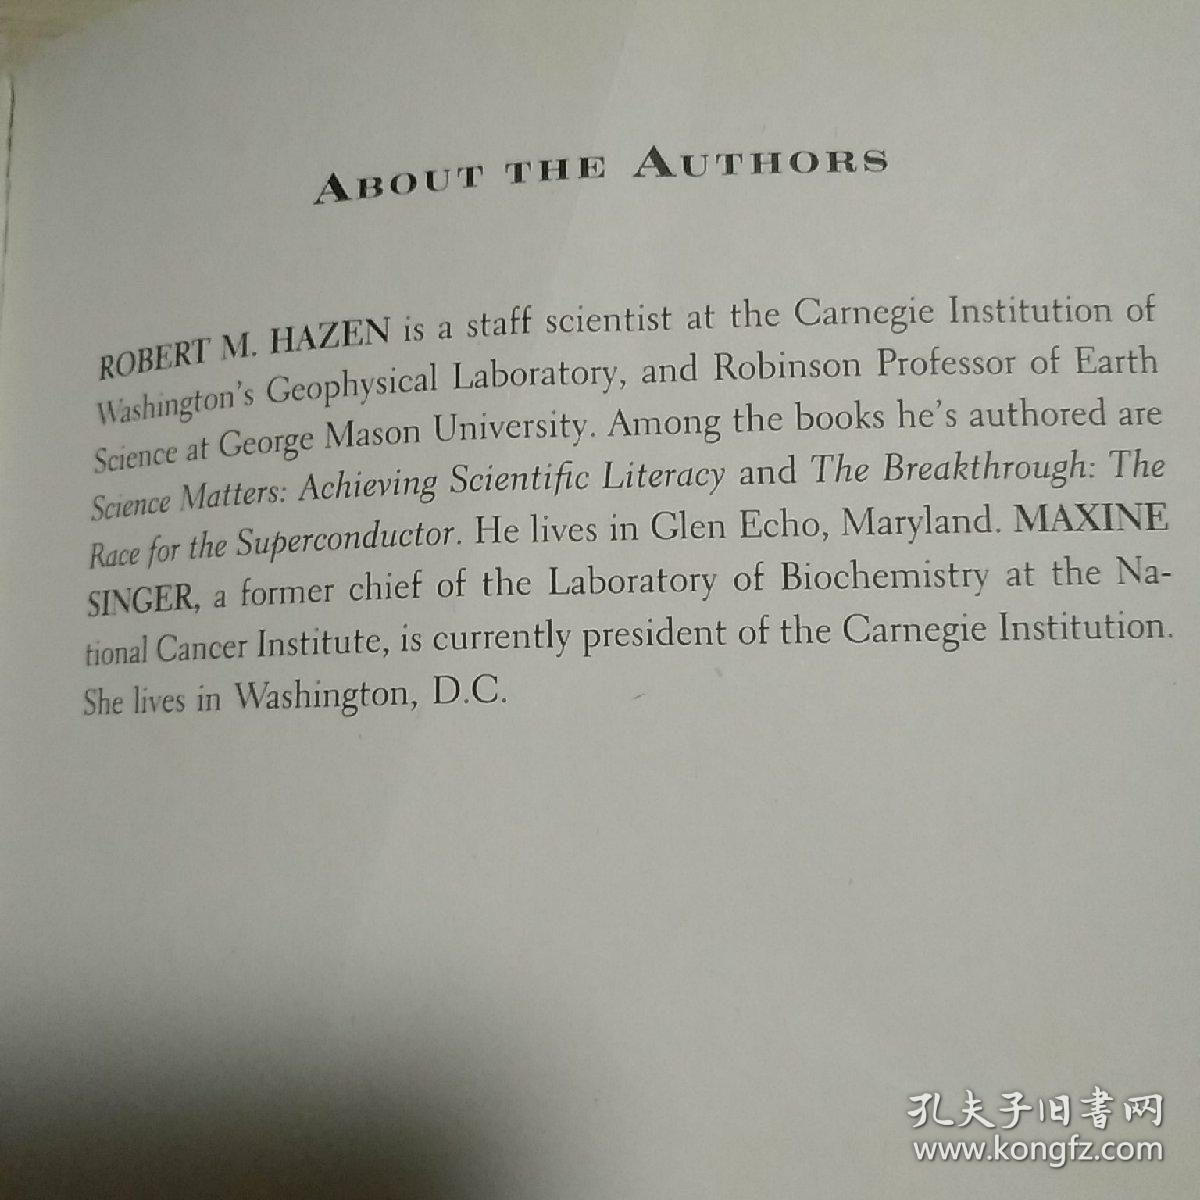 ABOUT THE AUTHORS
ROBERT M. HAZEN is a staff scientist at the Carnegie Institution of
Washington's Geophysical Laboratory, and Robinson Professor of Earth
Science at George Mason University. Among the books he's authored are
Science Matters: Achieving Scientific Literacy and The Breakthrough: The
Race for the Superconductor. He lives in Glen Echo, Maryland. MAXINE
SINGER, a former chief of the Laboratory of Biochemistry at the Na-
tional Cancer Institute, is currently president of the Carnegie Institution.
She lives in Washington, D.C.
孔夫子旧书网
www.kongfz.com